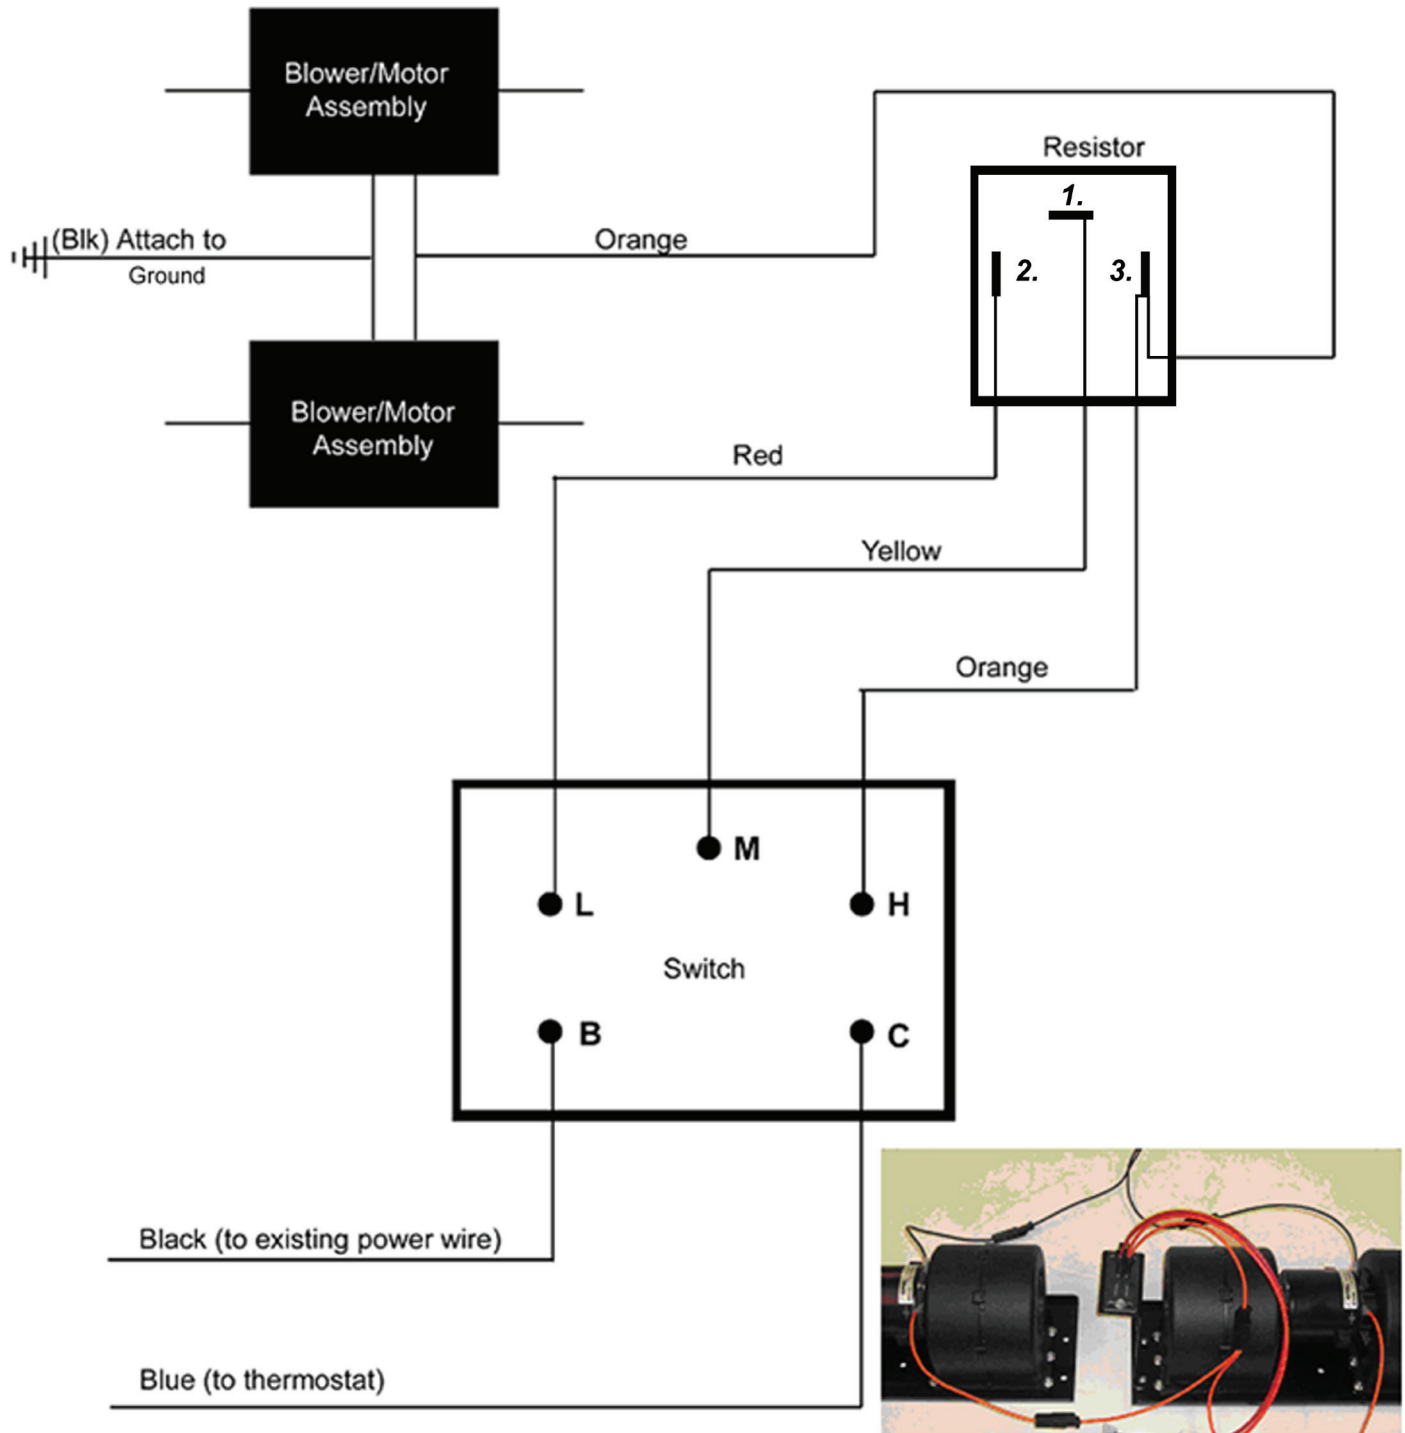 Blower/Motor
Assembly
Resistor
1.
(Blk) Attach to
Ground
Orange
2.
3.
Blower/Motor
Assembly
Red
Yellow
Orange
M
L
H
Switch
B
C
Black (to existing power wire)
Blue (to thermostat)